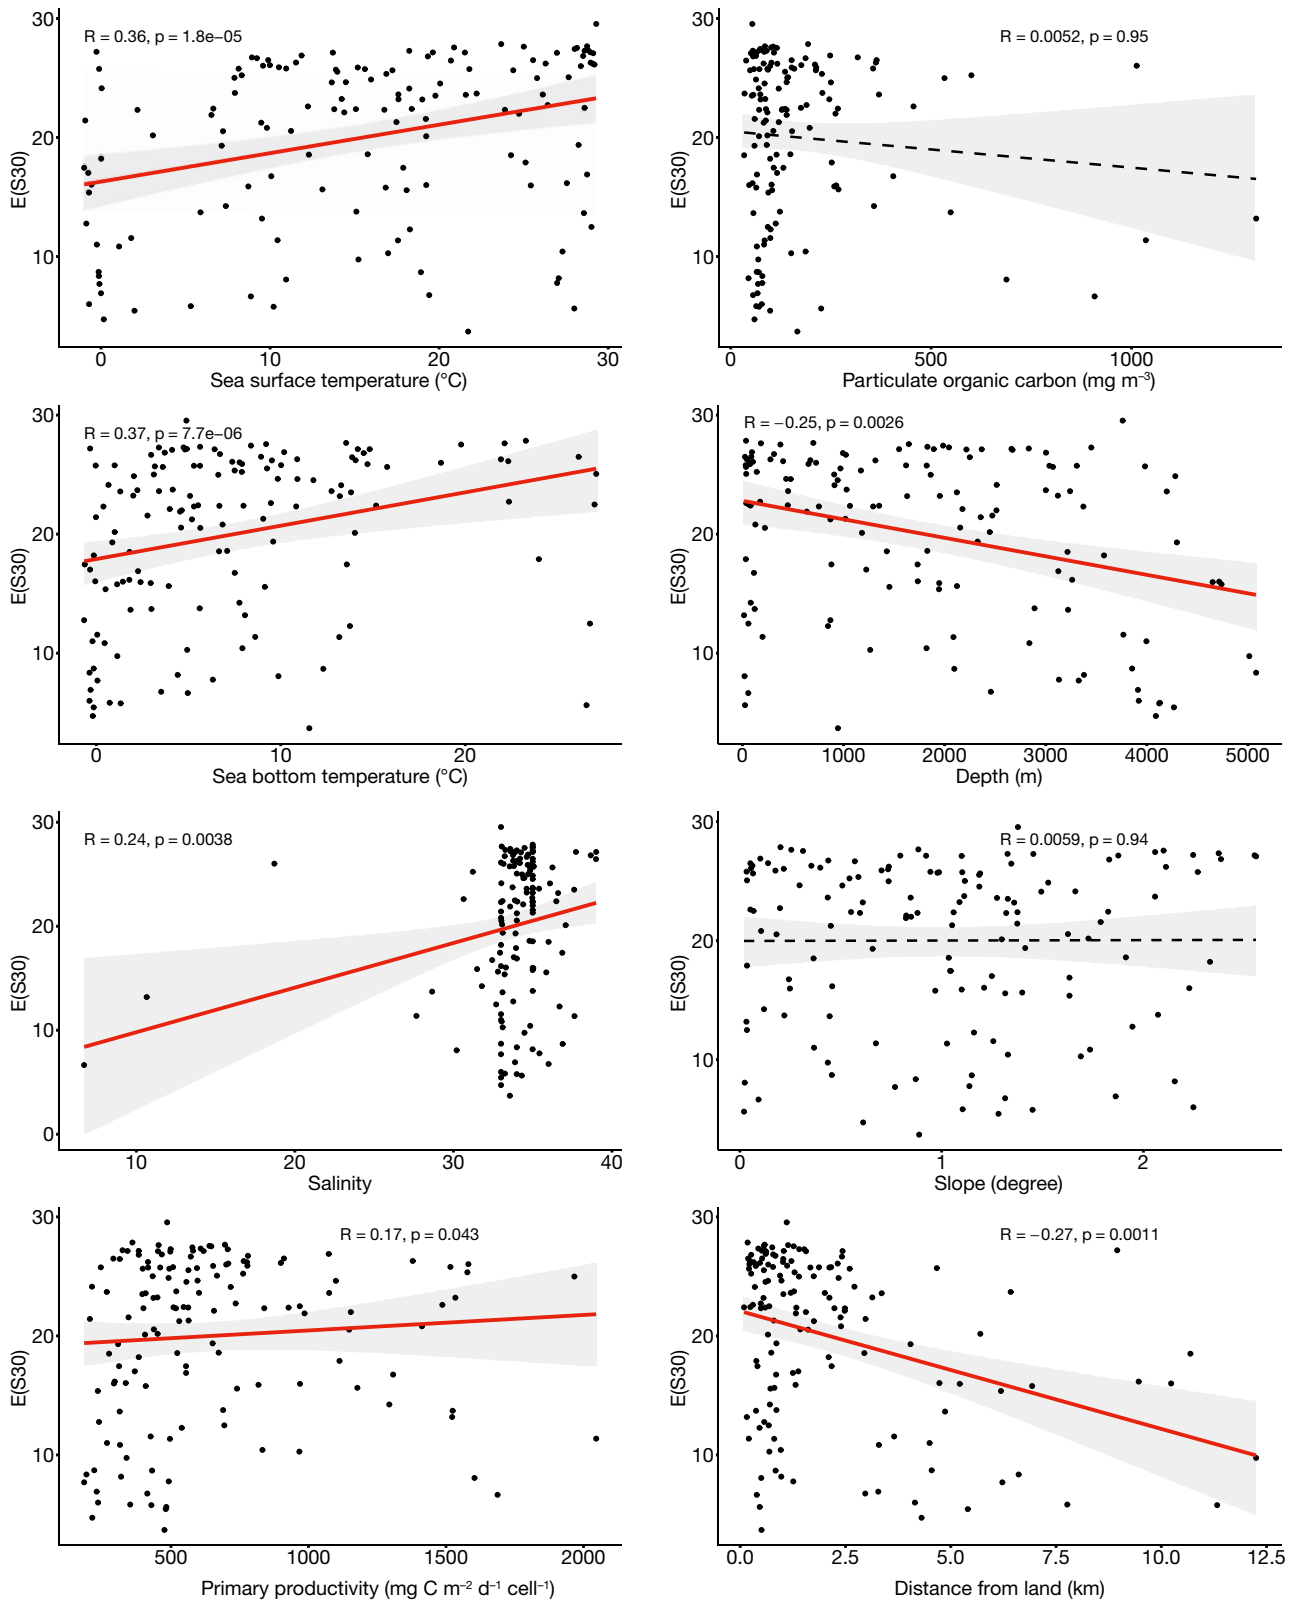 R = 0.36, p = 1.8e−05
30
20
10
E(S30)
0
10
20
30
Sea surface temperature (°C)
R = 0.0052, p = 0.95
30
20
10
E(S30)
0
500
1000
Particulate organic carbon (mg m⁻³)
R = 0.37, p = 7.7e−06
30
20
10
E(S30)
0
10
20
Sea bottom temperature (°C)
R = −0.25, p = 0.0026
30
20
10
E(S30)
0
1000
2000
3000
4000
5000
Depth (m)
R = 0.24, p = 0.0038
30
20
10
0
E(S30)
10
20
30
40
Salinity
R = 0.0059, p = 0.94
30
20
10
E(S30)
0
1
2
Slope (degree)
R = 0.17, p = 0.043
30
20
10
E(S30)
500
1000
1500
2000
Primary productivity (mg C m⁻² d⁻¹ cell⁻¹)
R = −0.27, p = 0.0011
30
20
10
E(S30)
0.0
2.5
5.0
7.5
10.0
12.5
Distance from land (km)